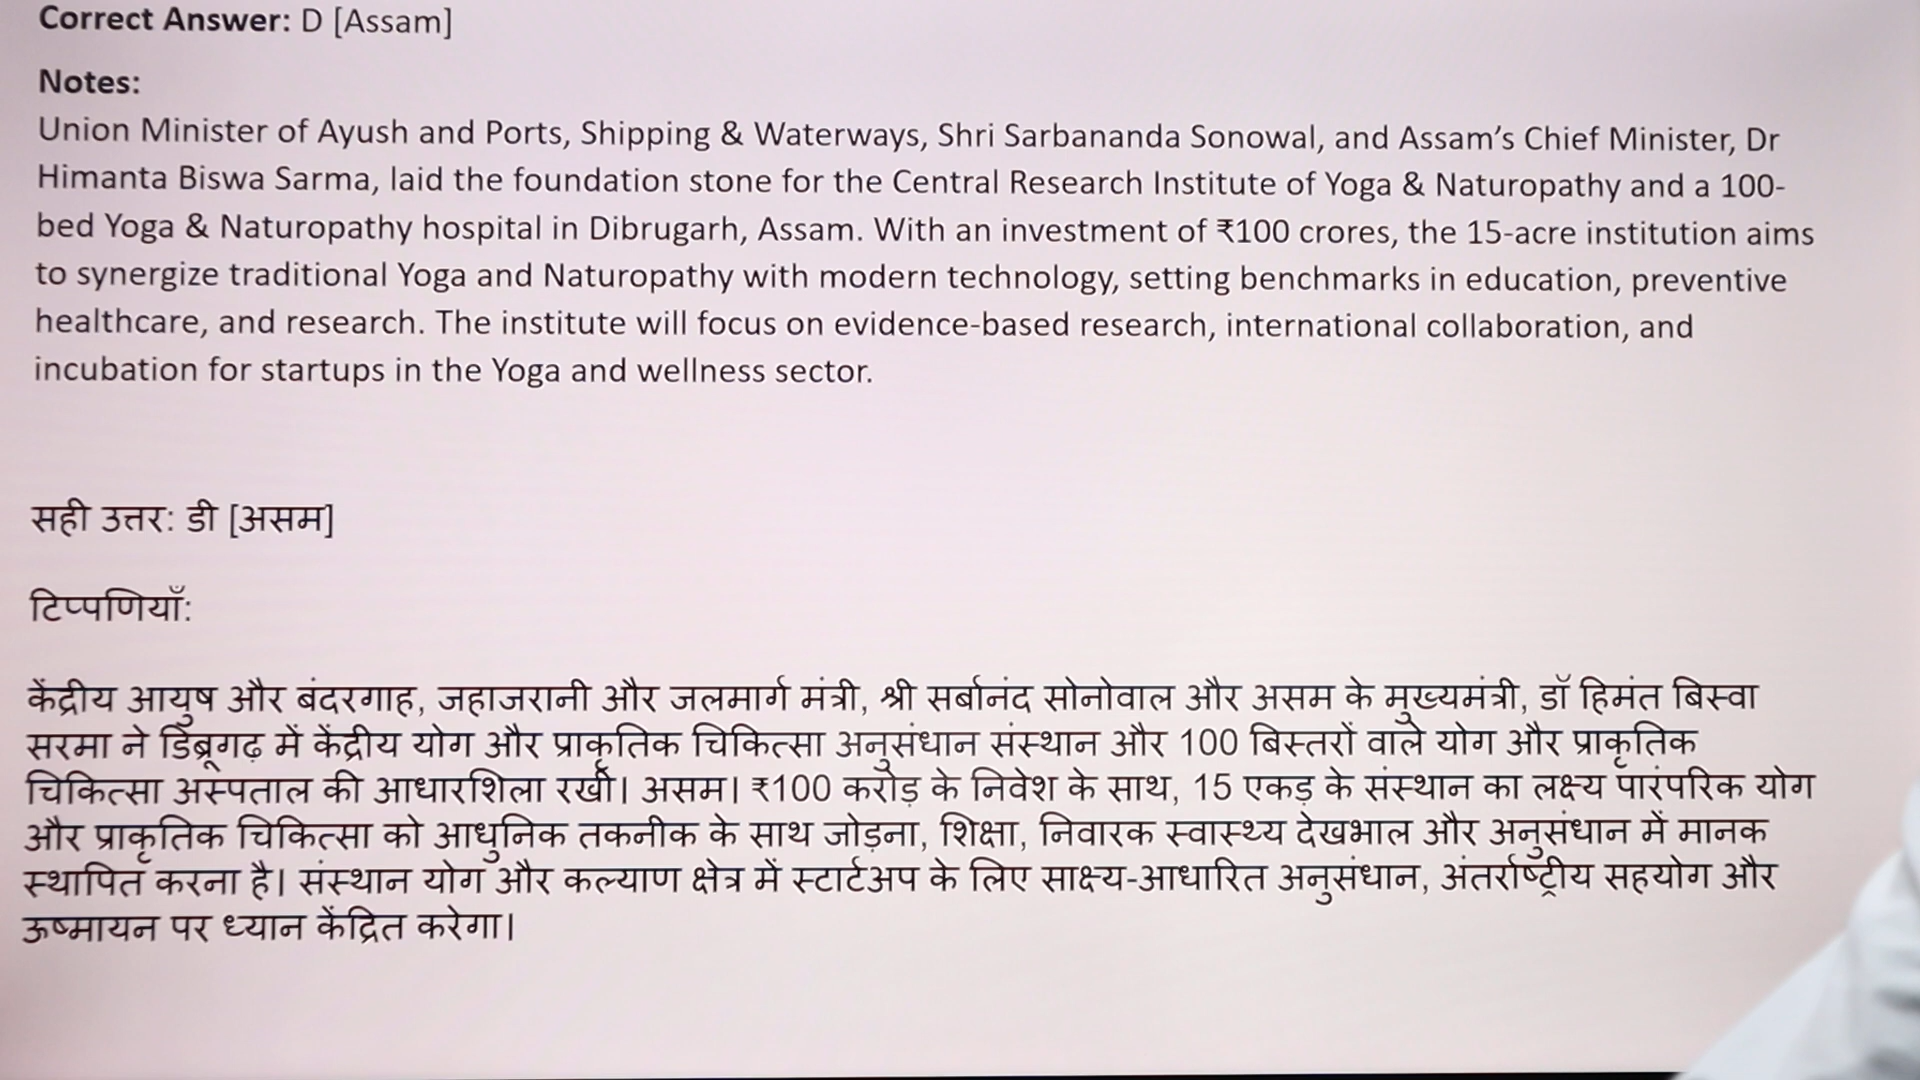 Correct Answer: D [Assam]
Notes:
Union Minister of Ayush and Ports, Shipping & Waterways, Shri Sarbananda Sonowal, and Assam’s Chief Minister, Dr
Himanta Biswa Sarma, laid the foundation stone for the Central Research Institute of Yoga & Naturopathy and a 100-
bed Yoga & Naturopathy hospital in Dibrugarh, Assam. With an investment of ₹100 crores, the 15-acre institution aims
to synergize traditional Yoga and Naturopathy with modern technology, setting benchmarks in education, preventive
healthcare, and research. The institute will focus on evidence-based research, international collaboration, and
incubation for startups in the Yoga and wellness sector.
सही उत्तर: डी [असम]
टिप्पणियाँ:
केंद्रीय आयुष और बंदरगाह, जहाजरानी और जलमार्ग मंत्री, श्री सर्बानंद सोनोवाल और असम के मुख्यमंत्री, डॉ हिमंत बिस्वा
सरमा ने डिब्रूगढ़ में केंद्रीय योग और प्राकृतिक चिकित्सा अनुसंधान संस्थान और 100 बिस्तरों वाले योग और प्राकृतिक
चिकित्सा अस्पताल की आधारशिला रखी। असम। ₹100 करोड़ के निवेश के साथ, 15 एकड़ के संस्थान का लक्ष्य पारंपरिक योग
और प्राकृतिक चिकित्सा को आधुनिक तकनीक के साथ जोड़ना, शिक्षा, निवारक स्वास्थ्य देखभाल और अनुसंधान में मानक
स्थापित करना है। संस्थान योग और कल्याण क्षेत्र में स्टार्टअप के लिए साक्ष्य-आधारित अनुसंधान, अंतर्राष्ट्रीय सहयोग और
ऊष्मायन पर ध्यान केंद्रित करेगा।